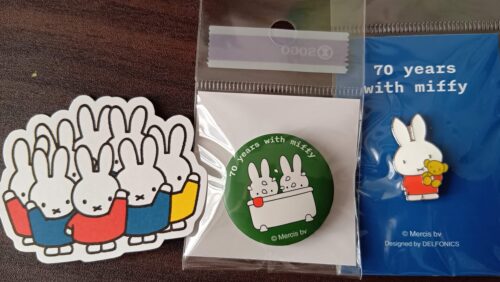 70 years with miffy
© Mercis bv
70 years
with miffy
© Mercis bv
Designed by DELFONICS